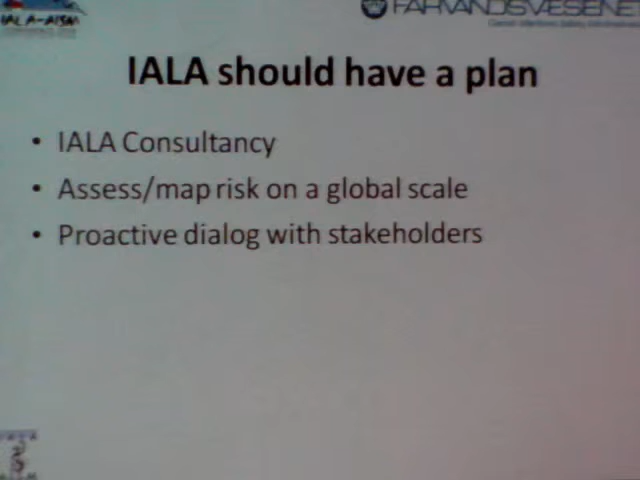 IALA-AISM
FARVANDSVÆSENET
IALA should have a plan
• IALA Consultancy
• Assess/map risk on a global scale
• Proactive dialog with stakeholders